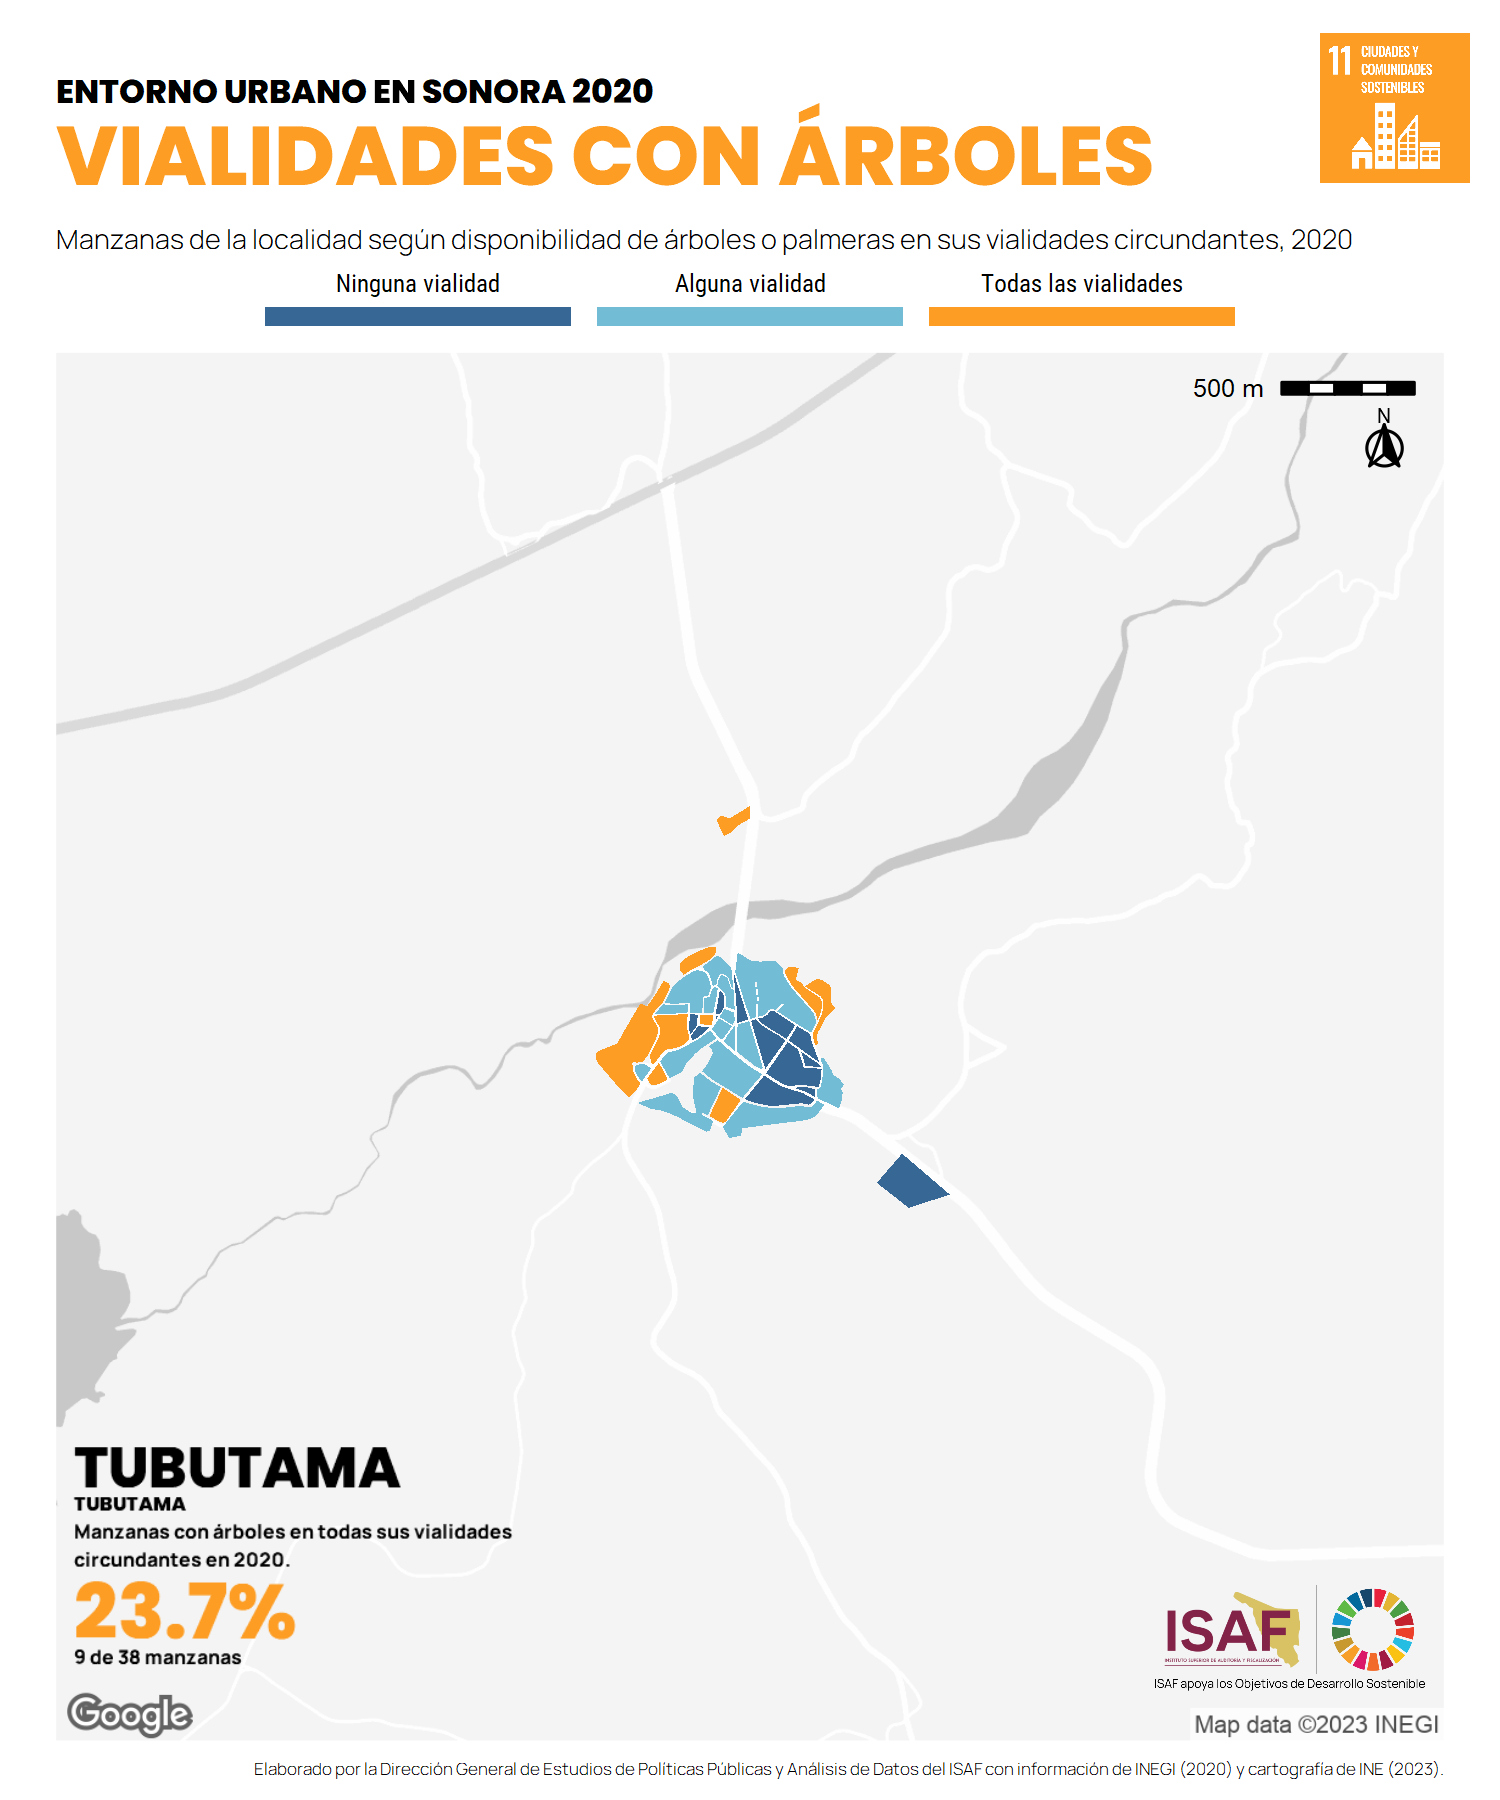 ENTORNO URBANO EN SONORA 2020
VIALIDADES CON ÁRBOLES
11 CIUDADES Y
COMUNIDADES
SOSTENIBLES
Manzanas de la localidad según disponibilidad de árboles o palmeras en sus vialidades circundantes, 2020
Ninguna vialidad
Alguna vialidad
Todas las vialidades
500 m
N
TUBUTAMA
TUBUTAMA
Manzanas con árboles en todas sus vialidades
circundantes en 2020.
23.7%
9 de 38 manzanas
Google
ISAF
INSTITUTO SUPERIOR DE AUDITORÍA Y FISCALIZACIÓN
ISAF apoya los Objetivos de Desarrollo Sostenible
Map data ©2023 INEGI
Elaborado por la Dirección General de Estudios de Políticas Públicas y Análisis de Datos del ISAF con información de INEGI (2020) y cartografía de INE (2023).